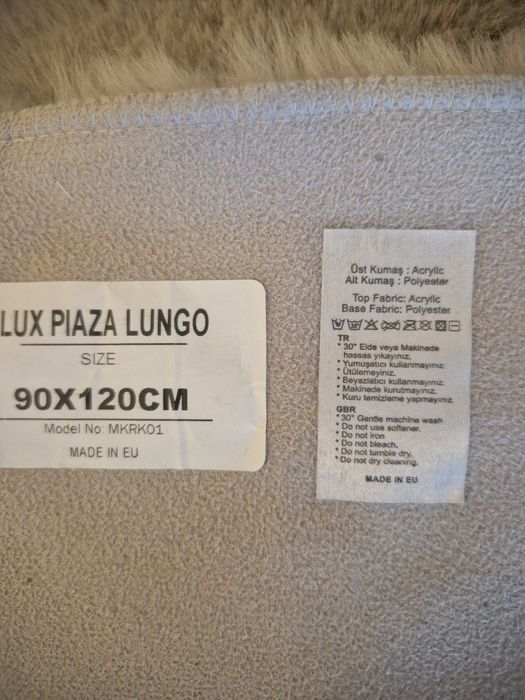 LUX PIAZA LUNGO
SIZE
90X120CM
Model No: MKRK01
MADE IN EU
Üst Kumaş : Acrylic
Alt Kumaş : Polyester
Top Fabric: Acrylic
Base Fabric: Polyester
TR
* 30° Elde veya Makinede
hassas yıkayınız.
* Yumuşatıcı kullanmayınız.
* Ütülemeyiniz.
* Beyazlatıcı kullanmayınız.
* Makinede kurutmayınız.
* Kuru temizleme yapmayınız.
GBR
* 30° Gentle machine wash
* Do not use softener.
* Do not iron
* Do not bleach.
* Do not tumble dry.
* Do not dry cleaning.
MADE IN EU